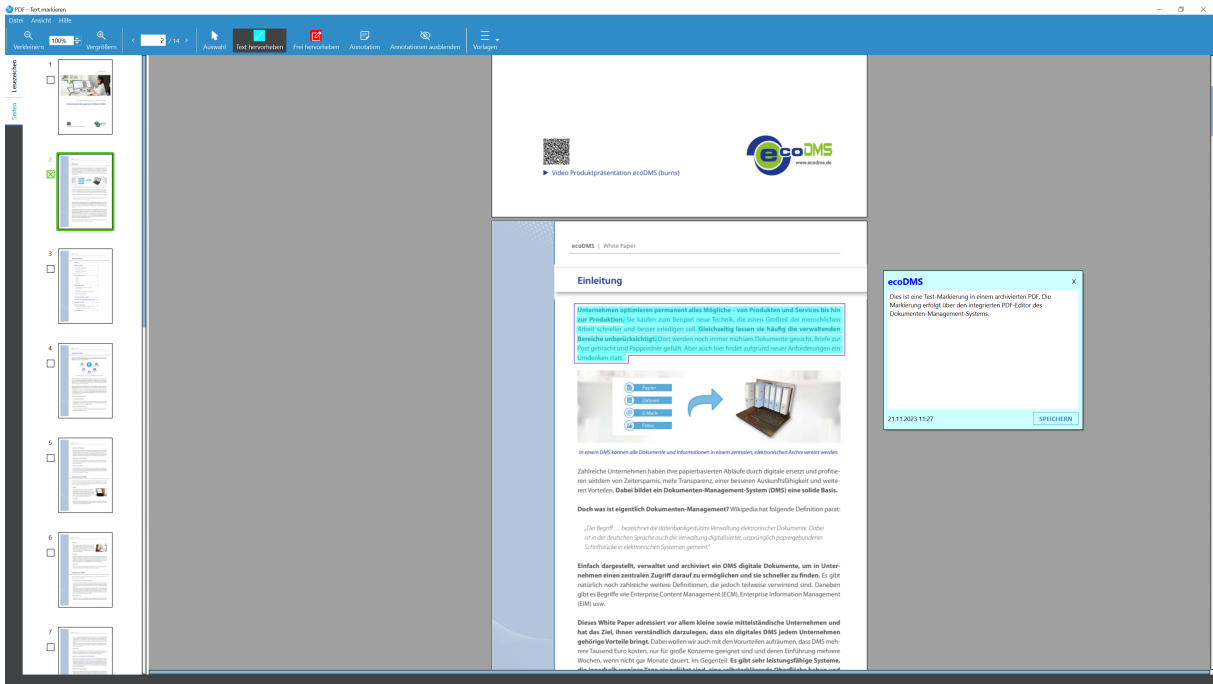 PDF - Text markieren
Datei Ansicht Hilfe
Verkleinern 100% Vergrößern 2 / 14 Auswahl Text hervorheben Frei hervorheben Annotation Annotationen ausblenden Vorlagen
Lesezeichen
Seiten
1
2
3
4
5
6
7
ecoDMS
www.ecodms.de
Video Produktpräsentation ecoDMS (burns)
ecoDMS | White Paper
Einleitung
Unternehmen optimieren permanent alles Mögliche – von Produkten und Services bis hin
zur Produktion. Sie kaufen zum Beispiel neue Technik, die einen Großteil der menschlichen
Arbeit schneller und besser erledigen soll. Gleichzeitig lassen sie häufig die verwaltenden
Bereiche unberücksichtigt. Dort werden noch immer mühsam Dokumente gesucht, Briefe zur
Post gebracht und Pappordner gefüllt. Aber auch hier findet aufgrund neuer Anforderungen ein
Umdenken statt.
Papier
Dateien
E-Mails
Fotos
In einem DMS können alle Dokumente und Informationen in einem zentralen, elektronischen Archiv vereint werden.
Zahlreiche Unternehmen haben ihre papierbasierten Abläufe durch digitale ersetzt und profitie-
ren seitdem von Zeitersparnis, mehr Transparenz, einer besseren Auskunftsfähigkeit und weite-
ren Vorteilen. Dabei bildet ein Dokumenten-Management-System (DMS) eine solide Basis.
Doch was ist eigentlich Dokumenten-Management? Wikipedia hat folgende Definition parat:
„Der Begriff … bezeichnet die datenbankgestützte Verwaltung elektronischer Dokumente. Dabei
ist in der deutschen Sprache auch die Verwaltung digitalisierter, ursprünglich papiergebundener
Schriftstücke in elektronischen Systemen gemeint.“
Einfach dargestellt, verwaltet und archiviert ein DMS digitale Dokumente, um in Unter-
nehmen einen zentralen Zugriff darauf zu ermöglichen und sie schneller zu finden. Es gibt
natürlich noch zahlreiche weitere Definitionen, die jedoch teilweise verwirrend sind. Daneben
gibt es Begriffe wie Enterprise Content Management (ECM), Enterprise Information Management
(EIM) usw.
Dieses White Paper adressiert vor allem kleine sowie mittelständische Unternehmen und
hat das Ziel, Ihnen verständlich darzulegen, dass ein digitales DMS jedem Unternehmen
gehörige Vorteile bringt. Dabei wollen wir auch mit den Vorurteilen aufräumen, dass DMS meh-
rere Tausend Euro kosten, nur für große Konzerne geeignet sind und deren Einführung mehrere
Wochen, wenn nicht gar Monate dauert. Im Gegenteil: Es gibt sehr leistungsfähige Systeme,
die innerhalb weniger Tage eingeführt sind, eine selbsterklärende Oberfläche haben und
ecoDMS X
Dies ist eine Test-Markierung in einem archivierten PDF. Die
Markierung erfolgt über den integrierten PDF-Editor des
Dokumenten-Management-Systems.
21.11.2023 11:27 SPEICHERN